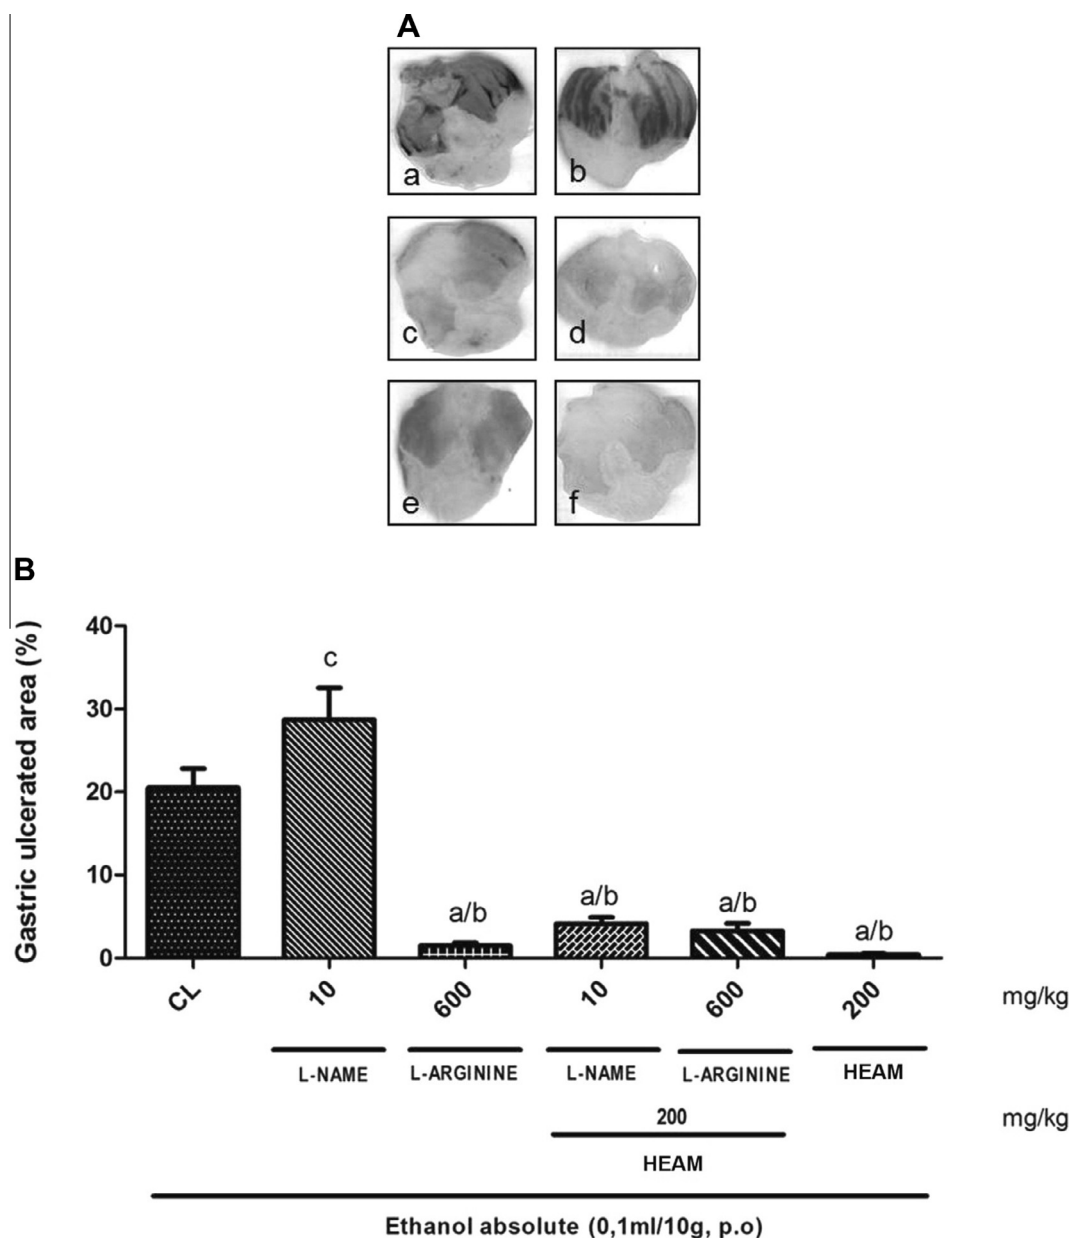 A
a
b
c
d
e
f
B
Gastric ulcerated area (%)
40
30
20
10
0
c
a/b
a/b
a/b
a/b
CL 10 600 10 600 200 mg/kg
L-NAME L-ARGININE L-NAME L-ARGININE HEAM
200 mg/kg
HEAM
Ethanol absolute (0,1ml/10g, p.o)